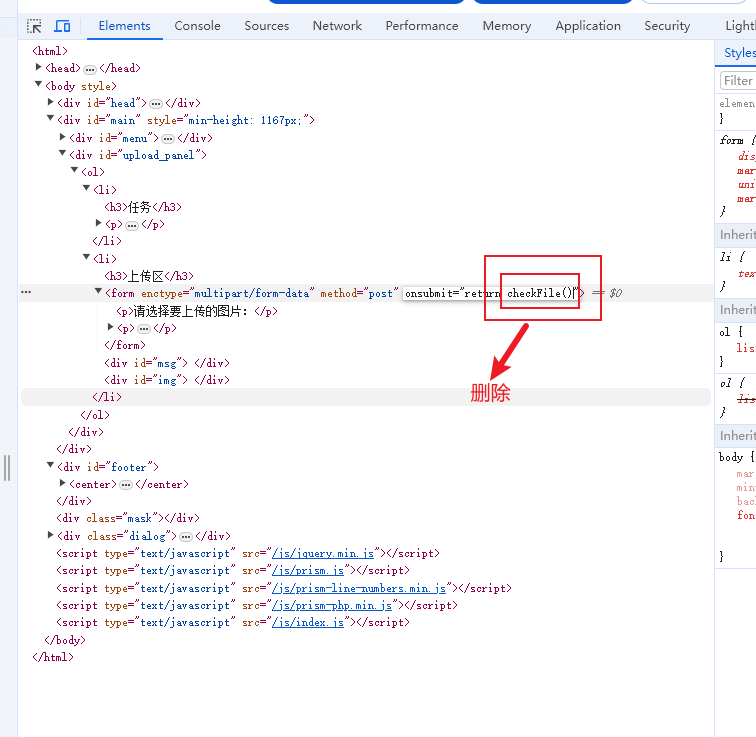 Elements Console Sources Network Performance Memory Application Security Light
<html>
<head> … </head>
<body style>
<div id="head"> … </div>
<div id="main" style="min-height: 1167px;">
<div id="menu"> … </div>
<div id="upload_panel">
<ol>
<li>
<h3>任务</h3>
<p> … </p>
</li>
<li>
<h3>上传区</h3>
<form enctype="multipart/form-data" method="post" onsubmit="return checkFile()"> == $0
<p>请选择要上传的图片：</p>
<p> … </p>
</form>
<div id="msg"> </div>
<div id="img"> </div>
</li>
</ol>
</div>
</div>
<div id="footer">
<center> … </center>
</div>
<div class="mask"></div>
<div class="dialog"> … </div>
<script type="text/javascript" src="/js/jquery.min.js"></script>
<script type="text/javascript" src="/js/prism.js"></script>
<script type="text/javascript" src="/js/prism-line-numbers.min.js"></script>
<script type="text/javascript" src="/js/prism-php.min.js"></script>
<script type="text/javascript" src="/js/index.js"></script>
</body>
</html>
删除
Styles
Filter
elemen
}
form {
dis
mar
uni
mar
}
Inherit
li {
tex
}
Inherit
ol {
lis
}
ol {
lis
}
Inherit
body {
mar
min
bac
fon
}